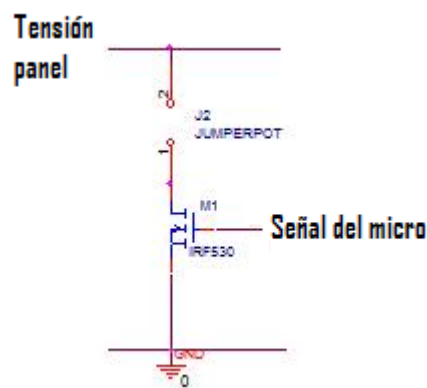 Tensión
panel
2
J2
JUMPERPOT
1
M1
Señal del micro
IRF530
GND
0